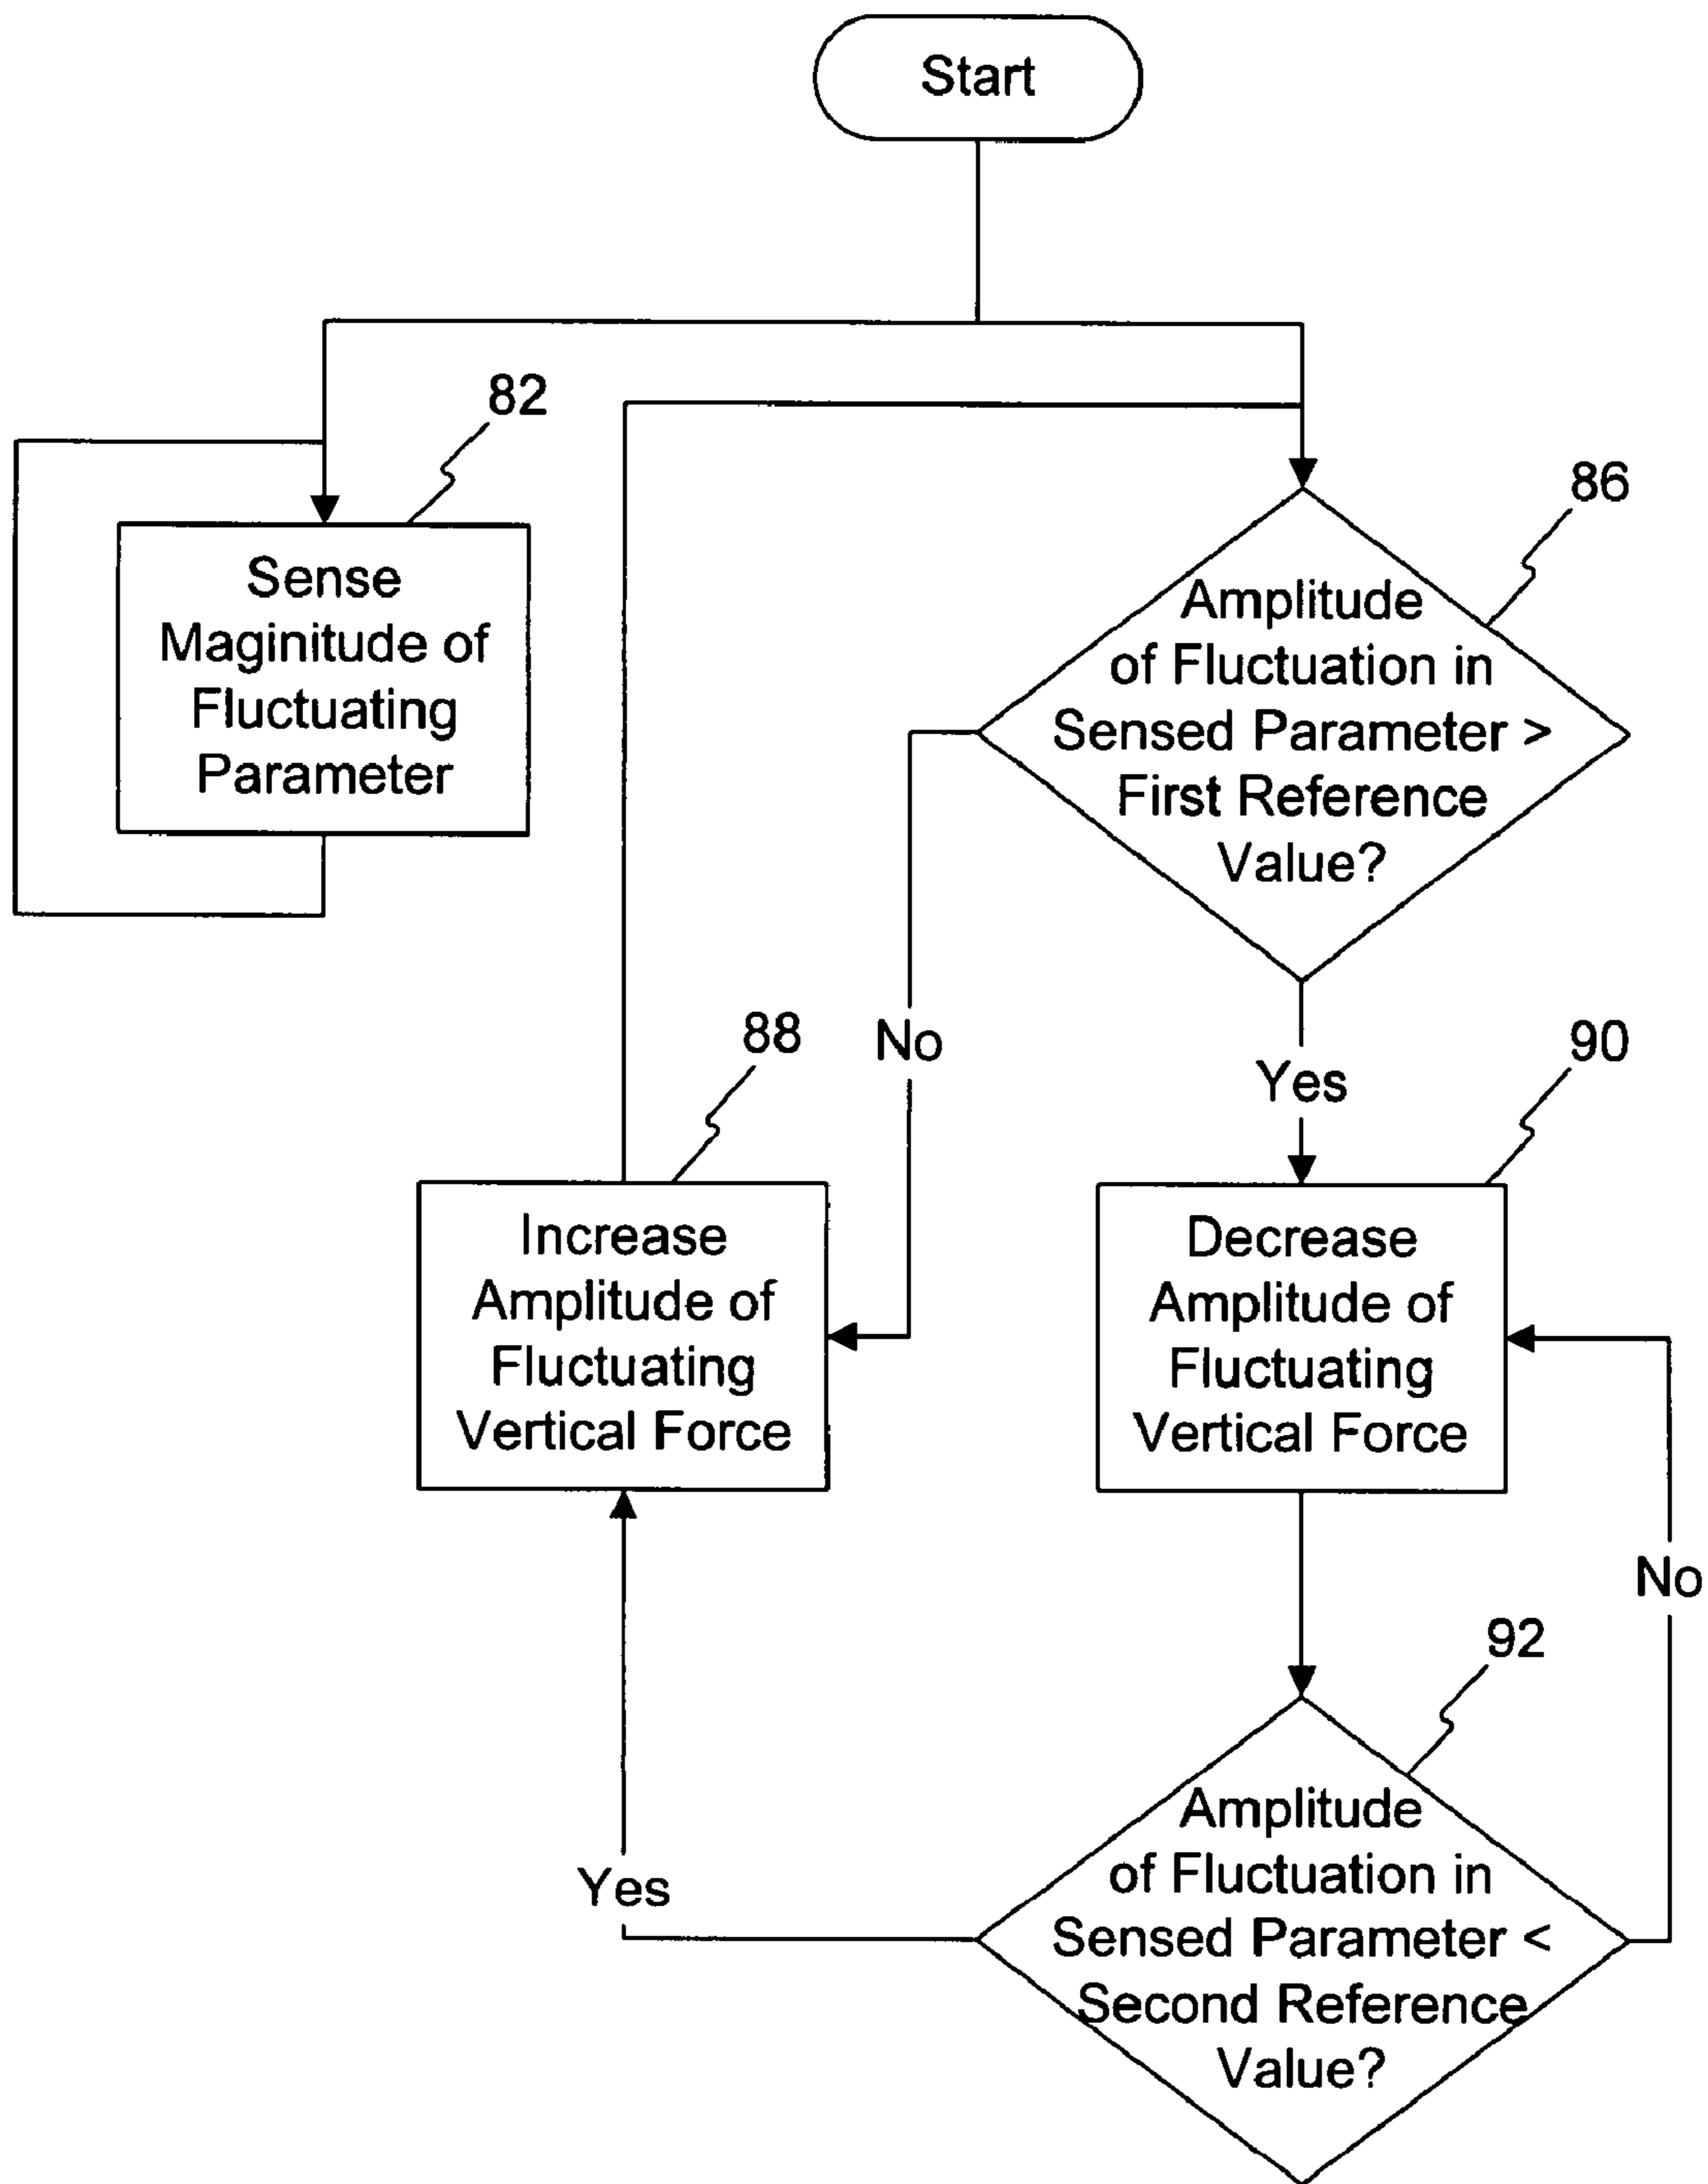 Start
82
Sense
Maginitude of
Fluctuating
Parameter
86
Amplitude
of Fluctuation in
Sensed Parameter >
First Reference
Value?
No
Yes
88
Increase
Amplitude of
Fluctuating
Vertical Force
90
Decrease
Amplitude of
Fluctuating
Vertical Force
No
Yes
92
Amplitude
of Fluctuation in
Sensed Parameter <
Second Reference
Value?